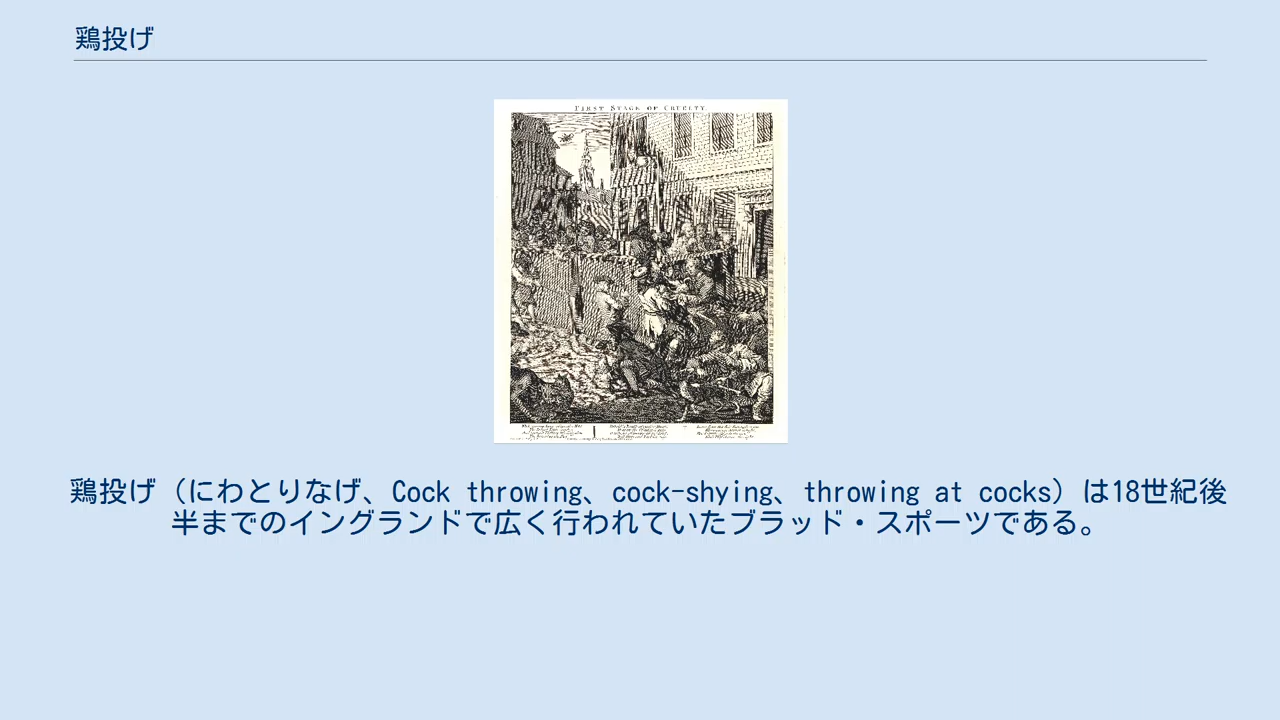 鶏投げ
FIRST STAGE OF CRUELTY.
鶏投げ（にわとりなげ、Cock throwing、cock-shying、throwing at cocks）は18世紀後
半までのイングランドで広く行われていたブラッド・スポーツである。